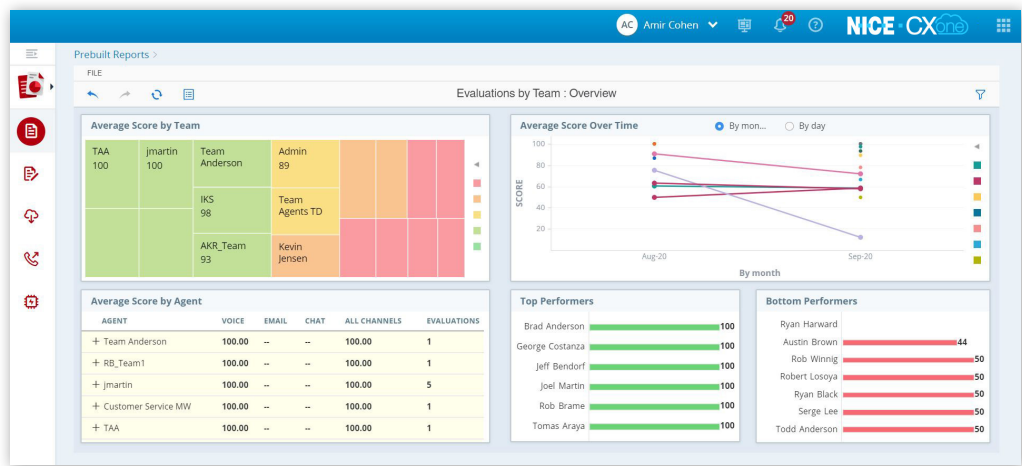 AC Amir Cohen 20 NICE CXone
Prebuilt Reports >
FILE
Evaluations by Team : Overview
Average Score by Team
TAA
100
jmartin
100
Team
Anderson
Admin
89
IKS
98
Team
Agents TD
AKR_Team
93
Kevin
Jensen
Average Score Over Time By mon... By day
100
80
60
40
20
SCORE
Aug-20 Sep-20
By month
Average Score by Agent
AGENT VOICE EMAIL CHAT ALL CHANNELS EVALUATIONS
+ Team Anderson 100.00 -- -- 100.00 1
+ RB_Team1 100.00 -- -- 100.00 1
+ jmartin 100.00 -- -- 100.00 5
+ Customer Service MW 100.00 -- -- 100.00 1
+ TAA 100.00 -- -- 100.00 1
Top Performers
Brad Anderson 100
George Costanza 100
Jeff Bendorf 100
Joel Martin 100
Rob Brame 100
Tomas Araya 100
Bottom Performers
Ryan Harward
Austin Brown 44
Rob Winnig 50
Robert Losoya 50
Ryan Black 50
Serge Lee 50
Todd Anderson 50